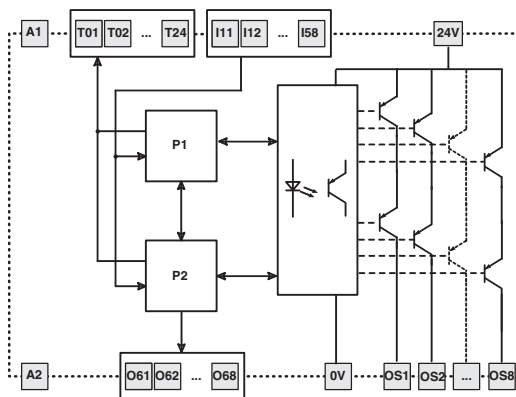 A1 T01 T02 ... T24 I11 I12 ... I58 24V
P1
P2
A2 O61 O62 ... O68 0V OS1 OS2 ... OS8